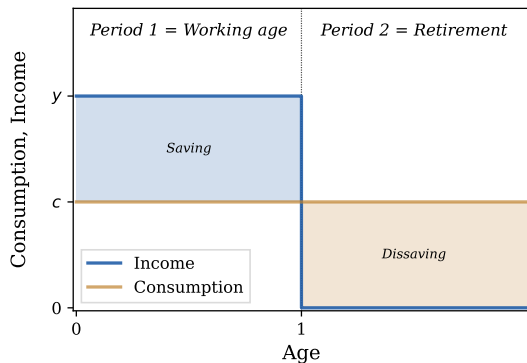 Period 1 = Working age
Period 2 = Retirement
Consumption, Income
y
c
0
Saving
Dissaving
Income
Consumption
0
1
Age